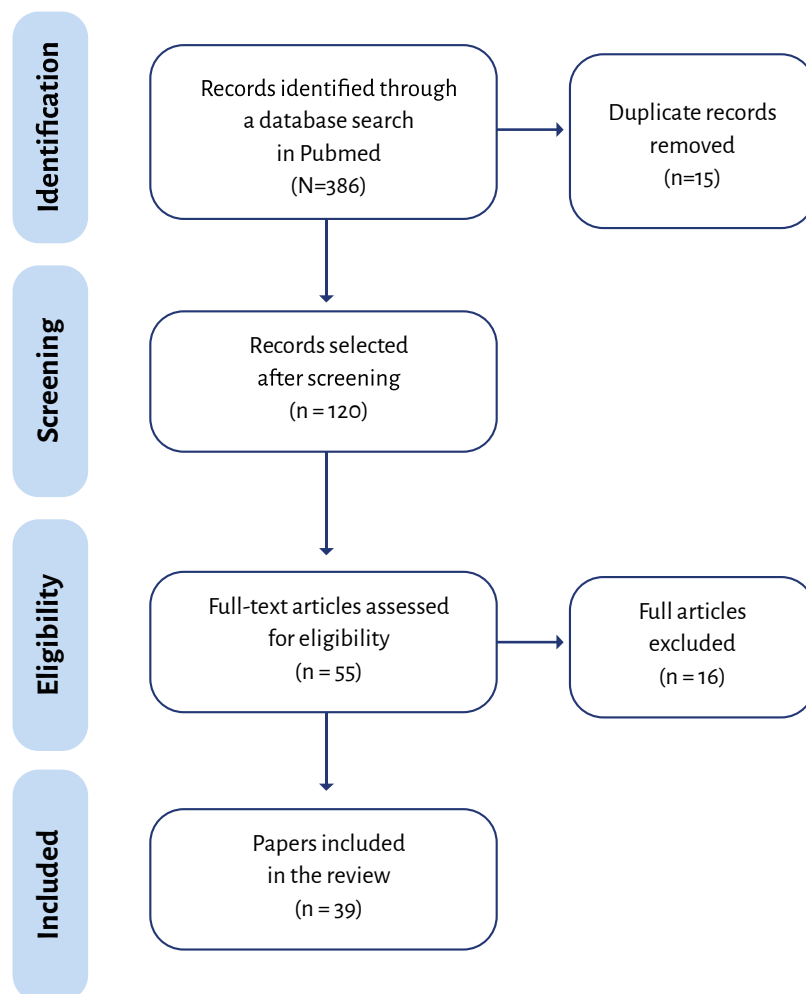 Identification
Records identified through
a database search
in Pubmed
(N=386)
Duplicate records
removed
(n=15)
Screening
Records selected
after screening
(n = 120)
Eligibility
Full-text articles assessed
for eligibility
(n = 55)
Full articles
excluded
(n = 16)
Included
Papers included
in the review
(n = 39)